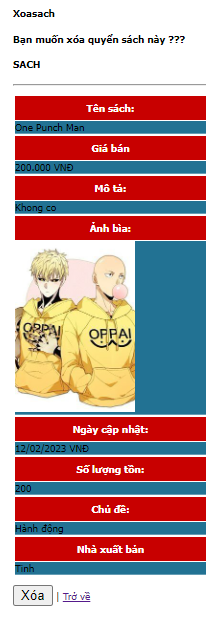 Xoasach
Bạn muốn xóa quyển sách này ???
SACH
Tên sách:
One Punch Man
Giá bán
200.000 VNĐ
Mô tả:
Khong co
Ảnh bìa:
OPPAI
OPPAI
Ngày cập nhật:
12/02/2023 VNĐ
Số lượng tồn:
200
Chủ đề:
Hành động
Nhà xuất bản
Tinh
Xóa | Trở về